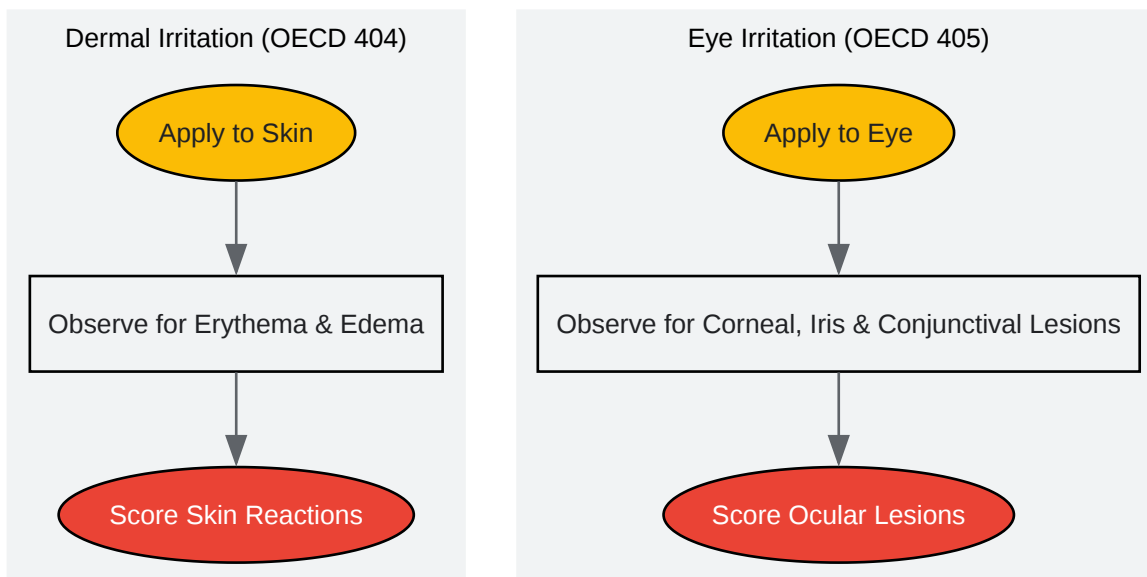 Dermal Irritation (OECD 404)
Apply to Skin
Observe for Erythema & Edema
Score Skin Reactions
Eye Irritation (OECD 405)
Apply to Eye
Observe for Corneal, Iris & Conjunctival Lesions
Score Ocular Lesions